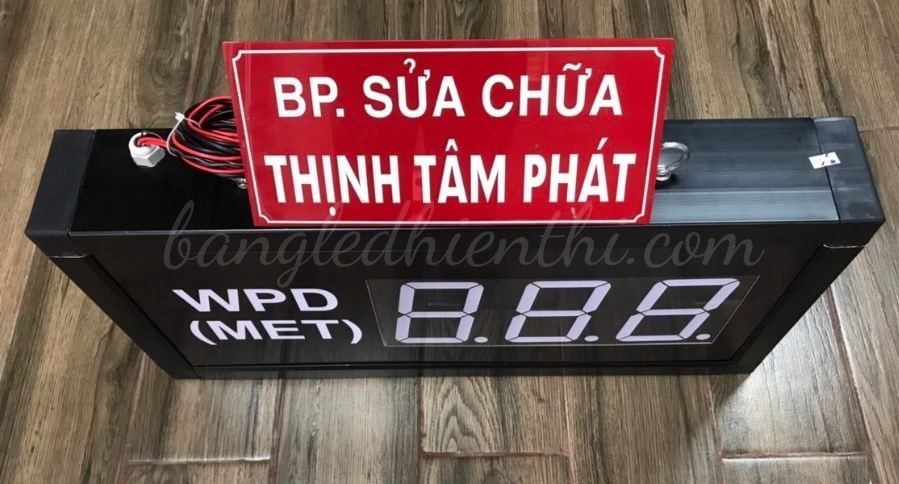 BP. SỬA CHỮA
THỊNH TÂM PHÁT
bangledhienthi.com
WPD
(MET)
8.8.8.